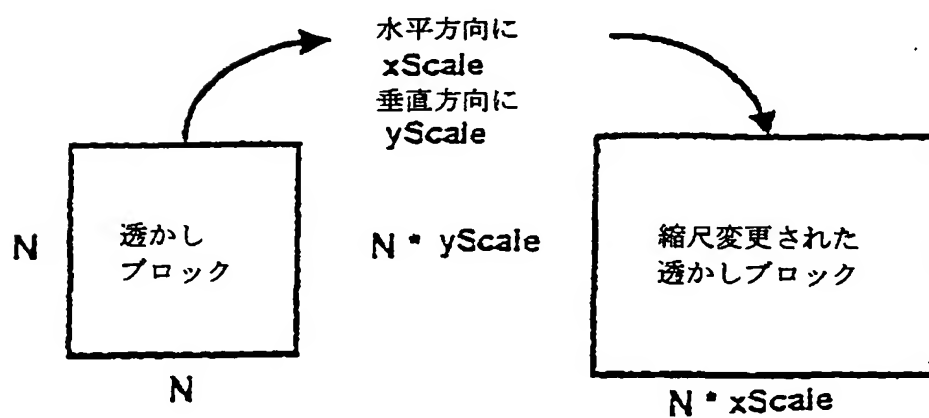 水平方向に
xScale
垂直方向に
yScale
N
透かし
ブロック
N
N * yScale
縮尺変更された
透かしブロック
N * xScale